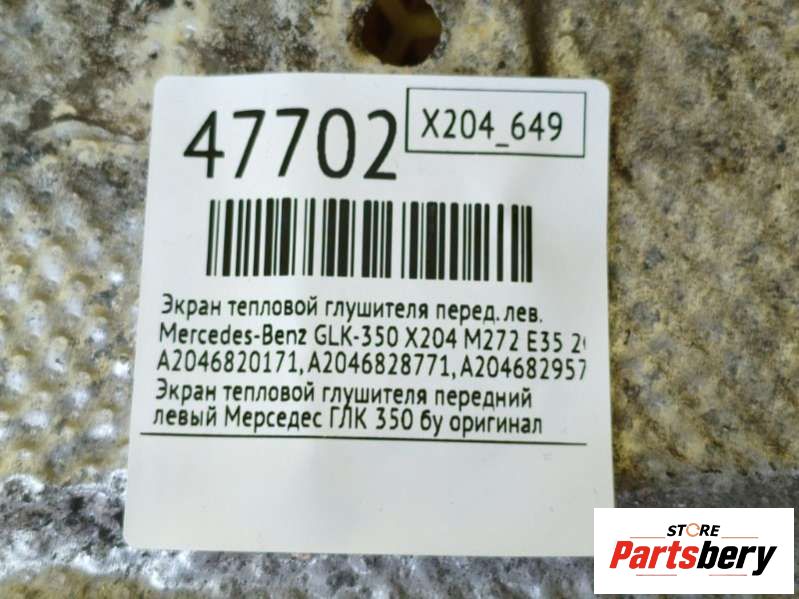 47702
X204_649
Экран тепловой глушителя перед. лев.
Mercedes-Benz GLK-350 X204 M272 E35
A2046820171, A2046828771, A204682957
Экран тепловой глушителя передний
левый Мерседес ГЛК 350 бу оригинал
STORE
Partsbery